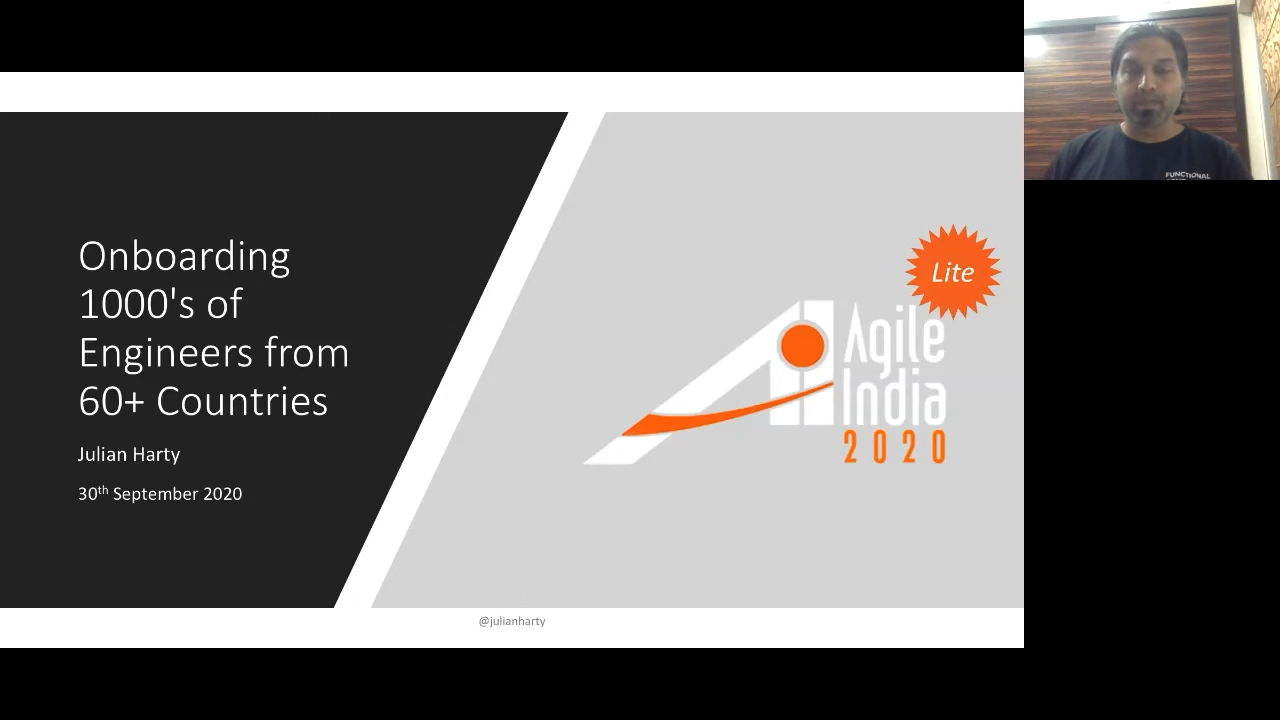 Onboarding
1000's of
Engineers from
60+ Countries
Julian Harty
30th September 2020
Lite
Agile
India
2020
@julianharty
FUNCTIONAL